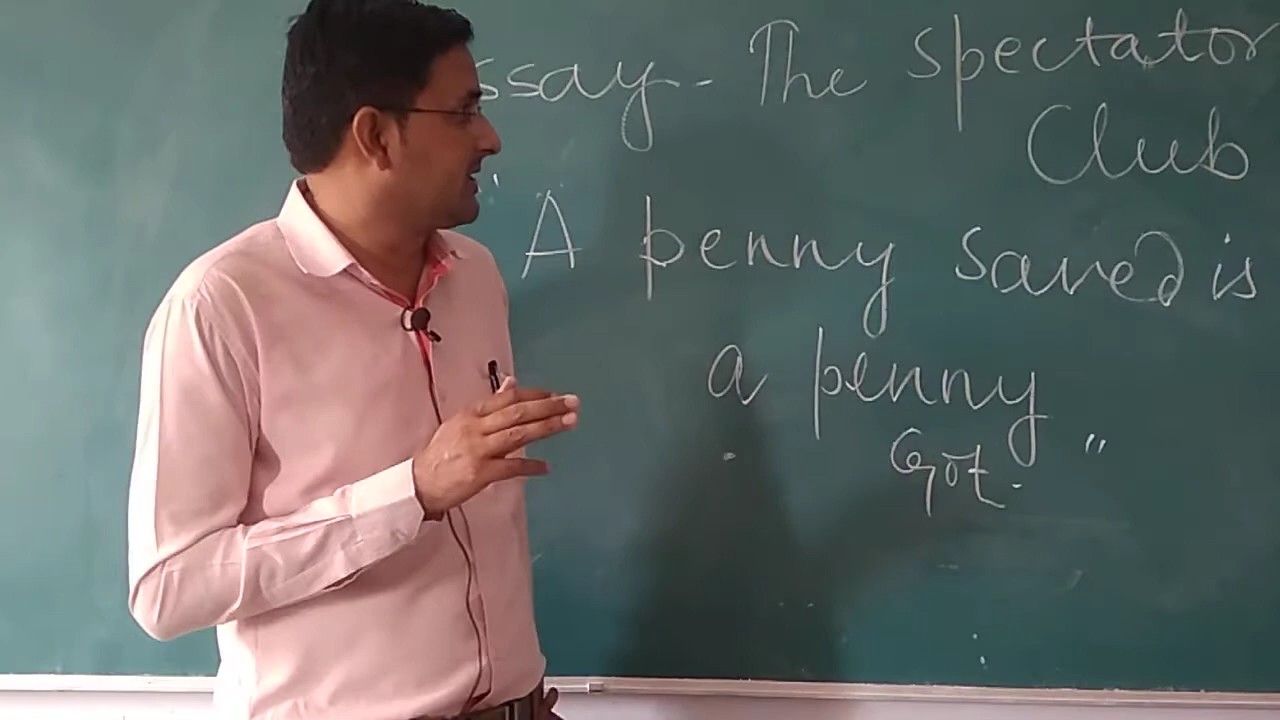 ssay - The Spectator
Club
" A penny saved is
a penny "
Got.